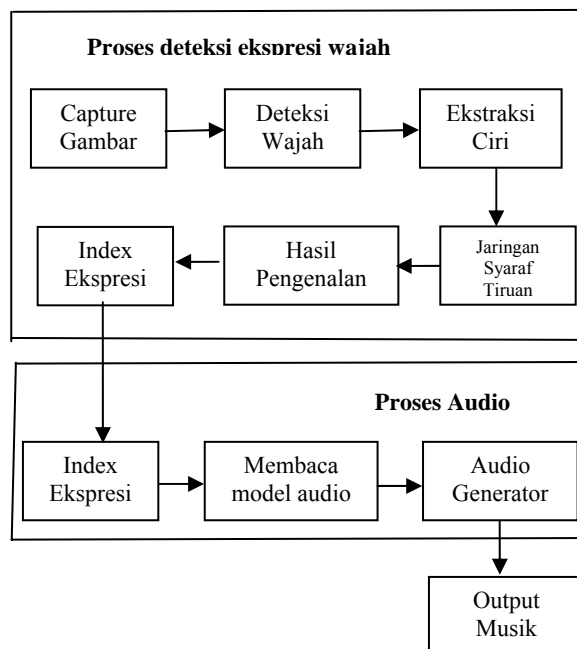 Proses deteksi ekspresi wajah
Capture
Gambar
Deteksi
Wajah
Ekstraksi
Ciri
Jaringan
Syaraf
Tiruan
Hasil
Pengenalan
Index
Ekspresi
Proses Audio
Index
Ekspresi
Membaca
model audio
Audio
Generator
Output
Musik